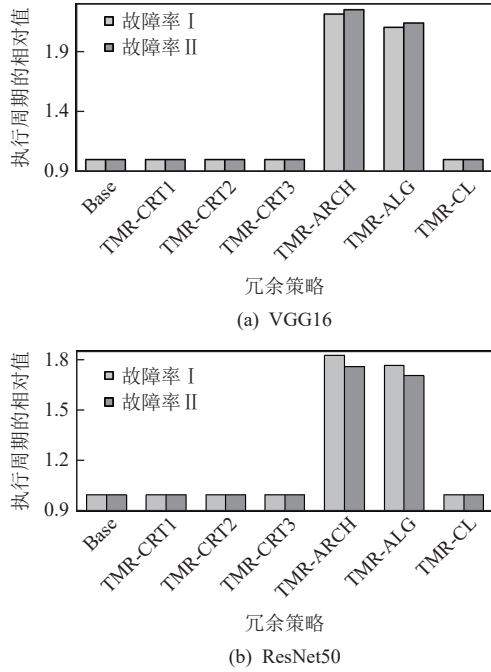 执行周期的相对值
故障率 I
故障率 II
1.9
1.4
0.9
Base
TMR-CRT1
TMR-CRT2
TMR-CRT3
TMR-ARCH
TMR-ALG
TMR-CL
冗余策略
(a) VGG16
执行周期的相对值
故障率 I
故障率 II
1.8
1.5
1.2
0.9
Base
TMR-CRT1
TMR-CRT2
TMR-CRT3
TMR-ARCH
TMR-ALG
TMR-CL
冗余策略
(b) ResNet50